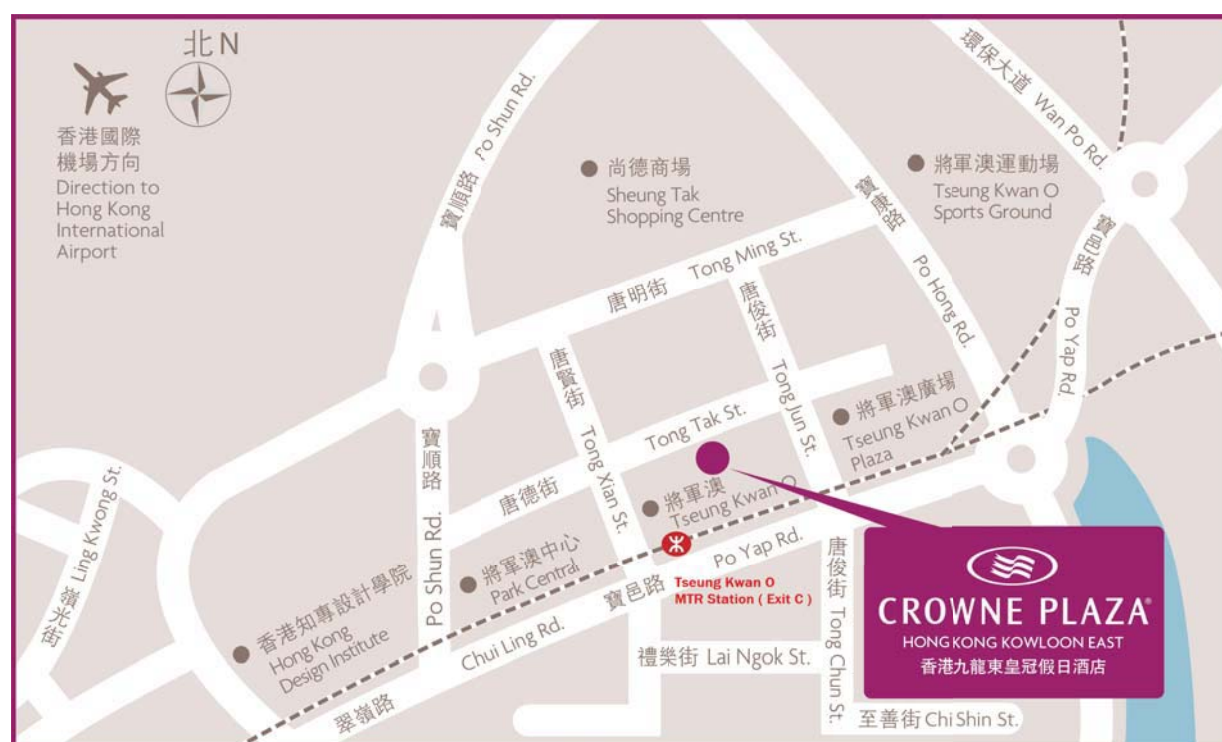 北 N
香港國際
機場方向
Direction to
Hong Kong
International
Airport
寶順路 Po Shun Rd.
尚德商場
Sheung Tak
Shopping Centre
環保大道 Wan Po Rd.
將軍澳運動場
Tseung Kwan O
Sports Ground
寶康路 Po Hong Rd.
寶邑路 Po Yap Rd.
唐明街 Tong Ming St.
唐俊街 Tong Jun St.
唐賢街 Tong Xian St.
唐德街 Tong Tak St.
將軍澳廣場
Tseung Kwan O
Plaza
將軍澳
Tseung Kwan O
寶順路 Po Shun Rd.
嶺光街 Ling Kwong St.
香港知專設計學院
Hong Kong
Design Institute
將軍澳中心
Park Central
寶邑路 Po Yap Rd.
Tseung Kwan O
MTR Station ( Exit C )
翠嶺路 Chui Ling Rd.
禮樂街 Lai Ngok St.
唐俊街 Tong Chun St.
至善街 Chi Shin St.
CROWNE PLAZA®
HONG KONG KOWLOON EAST
香港九龍東皇冠假日酒店